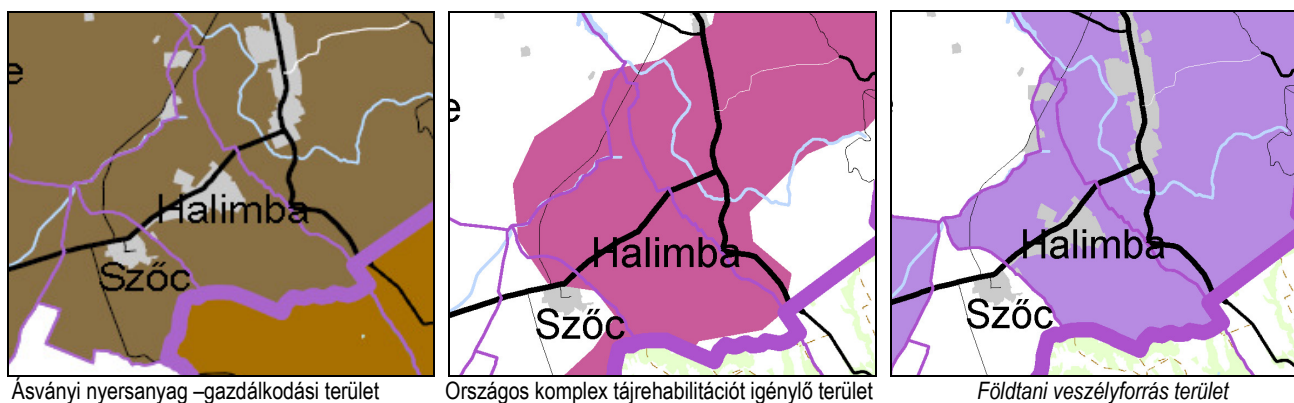 e
Halimba
Szőc
e
Halimba
Szőc
e
Halimba
Szőc
Ásványi nyersanyag –gazdálkodási terület
Országos komplex tájrehabilitációt igénylő terület
Földtani veszélyforrás terület